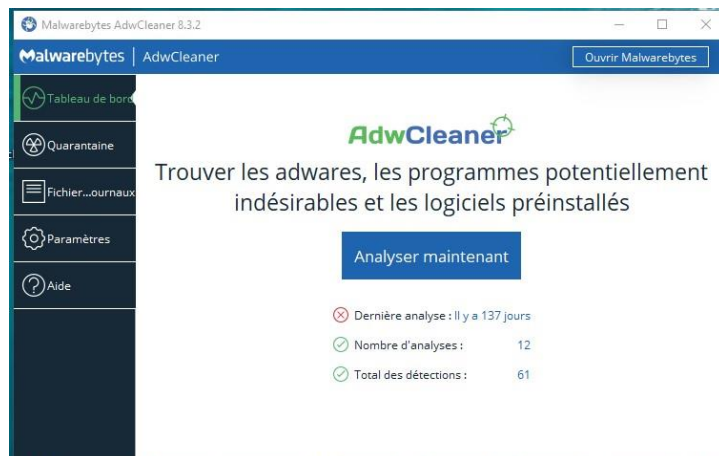 Malwarebytes AdwCleaner 8.3.2
Malwarebytes | AdwCleaner
Ouvrir Malwarebytes
Tableau de bord
Quarantaine
Fichier...ournaux
Paramètres
Aide
AdwCleaner
Trouver les adwares, les programmes potentiellement
indésirables et les logiciels préinstallés
Analyser maintenant
Dernière analyse : Il y a 137 jours
Nombre d'analyses : 12
Total des détections : 61